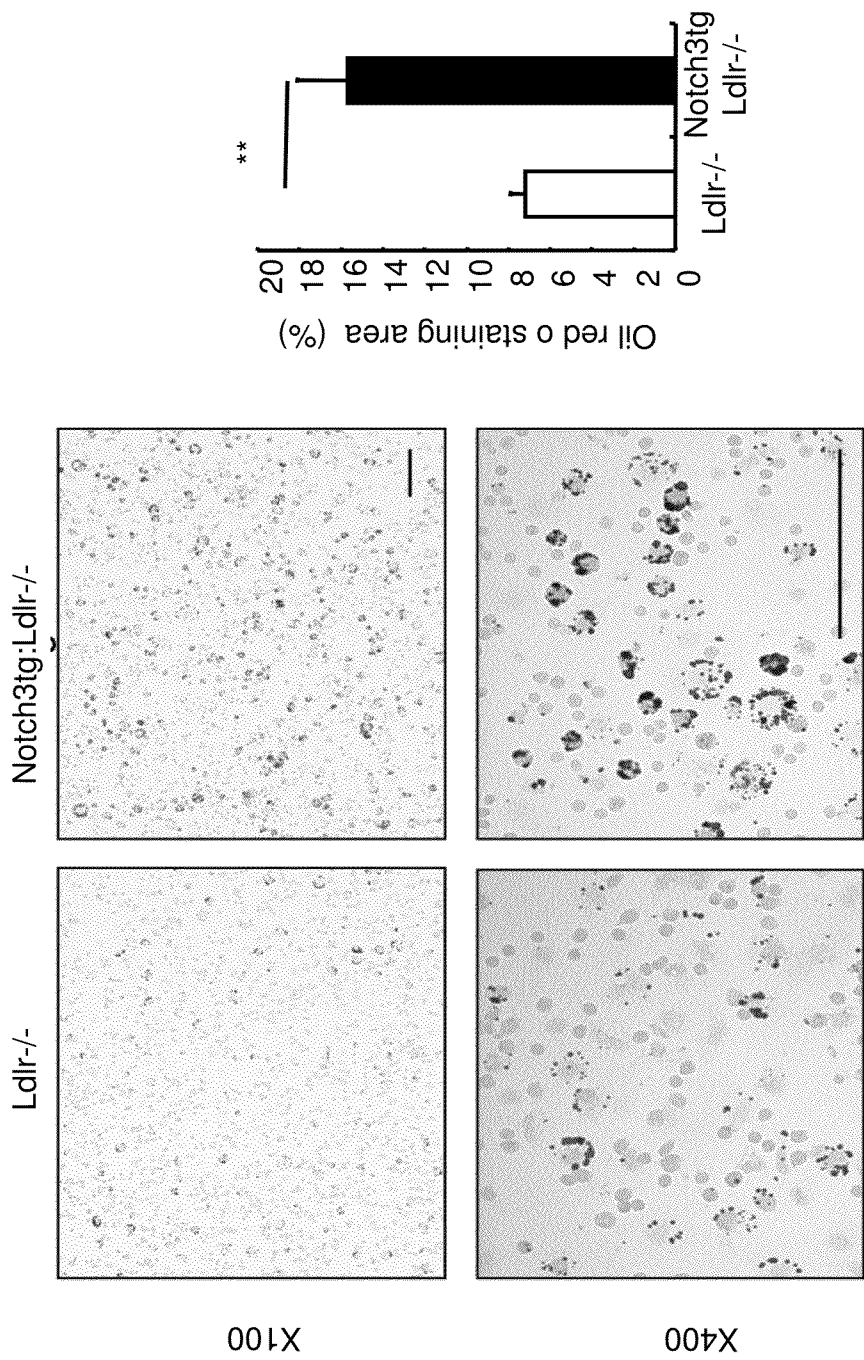 Ldlr-/-
Notch3tg:Ldlr-/-
X100
X400
Oil red o staining area (%)
20
18
16
14
12
10
8
6
4
2
0
**
Ldlr-/-
Notch3tg
Ldlr-/-